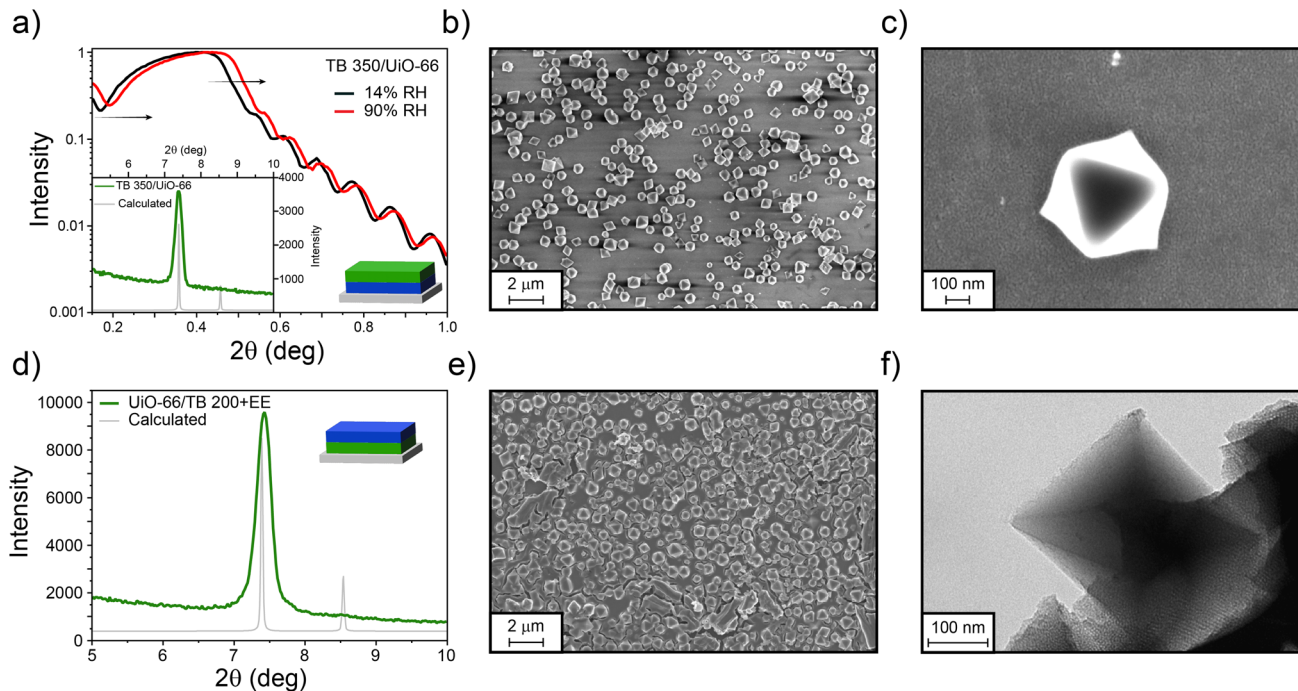 a)
b)
c)
TB 350/UiO-66
14% RH
90% RH
1
0.1
0.01
0.001
Intensity
0.2
0.4
0.6
0.8
1.0
2θ (deg)
2θ (deg)
6
7
8
9
10
TB 350/UiO-66
Calculated
4000
3000
2000
1000
Intensity
2 μm
100 nm
d)
e)
f)
UiO-66/TB 200+EE
Calculated
10000
8000
6000
4000
2000
0
Intensity
5
6
7
8
9
10
2θ (deg)
2 μm
100 nm